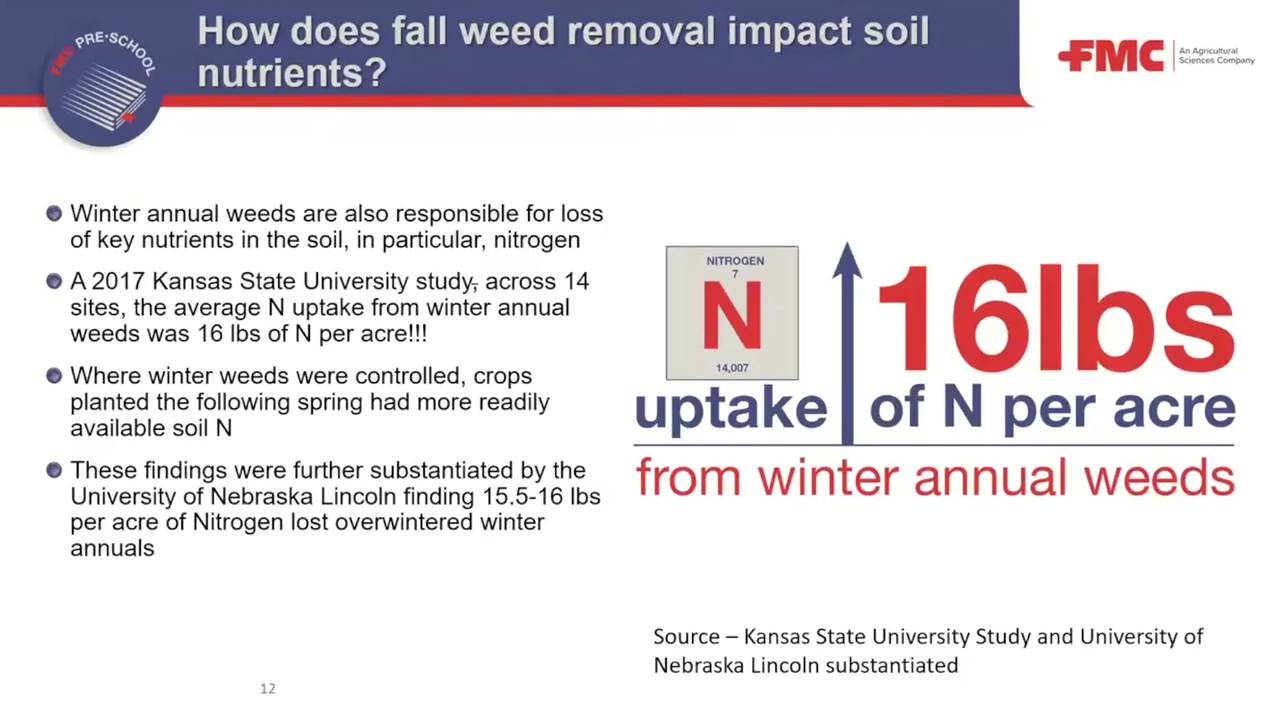 How does fall weed removal impact soil
nutrients?
FMC PRE·SCHOOL
FMC
An Agricultural
Sciences Company
Winter annual weeds are also responsible for loss
of key nutrients in the soil, in particular, nitrogen
A 2017 Kansas State University study, across 14
sites, the average N uptake from winter annual
weeds was 16 lbs of N per acre!!!
Where winter weeds were controlled, crops
planted the following spring had more readily
available soil N
These findings were further substantiated by the
University of Nebraska Lincoln finding 15.5-16 lbs
per acre of Nitrogen lost overwintered winter
annuals
NITROGEN
7
N
14,007
16lbs
uptake of N per acre
from winter annual weeds
Source – Kansas State University Study and University of
Nebraska Lincoln substantiated
12